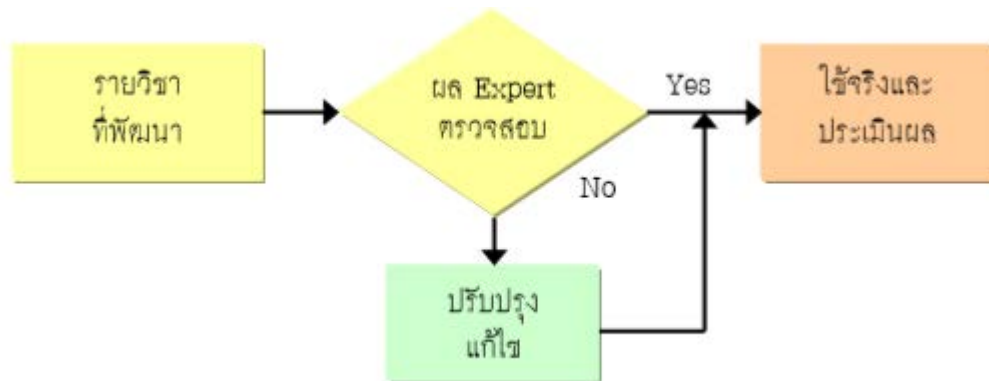 รายวิชา
ที่พัฒนา
ผล Expert
ตรวจสอบ
Yes
ใช้จริงและ
ประเมินผล
No
ปรับปรุง
แก้ไข